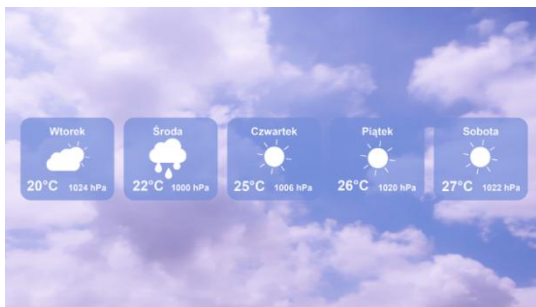 Wtorek
20°C 1024 hPa
Środa
22°C 1000 hPa
Czwartek
25°C 1006 hPa
Piątek
26°C 1020 hPa
Sobota
27°C 1022 hPa